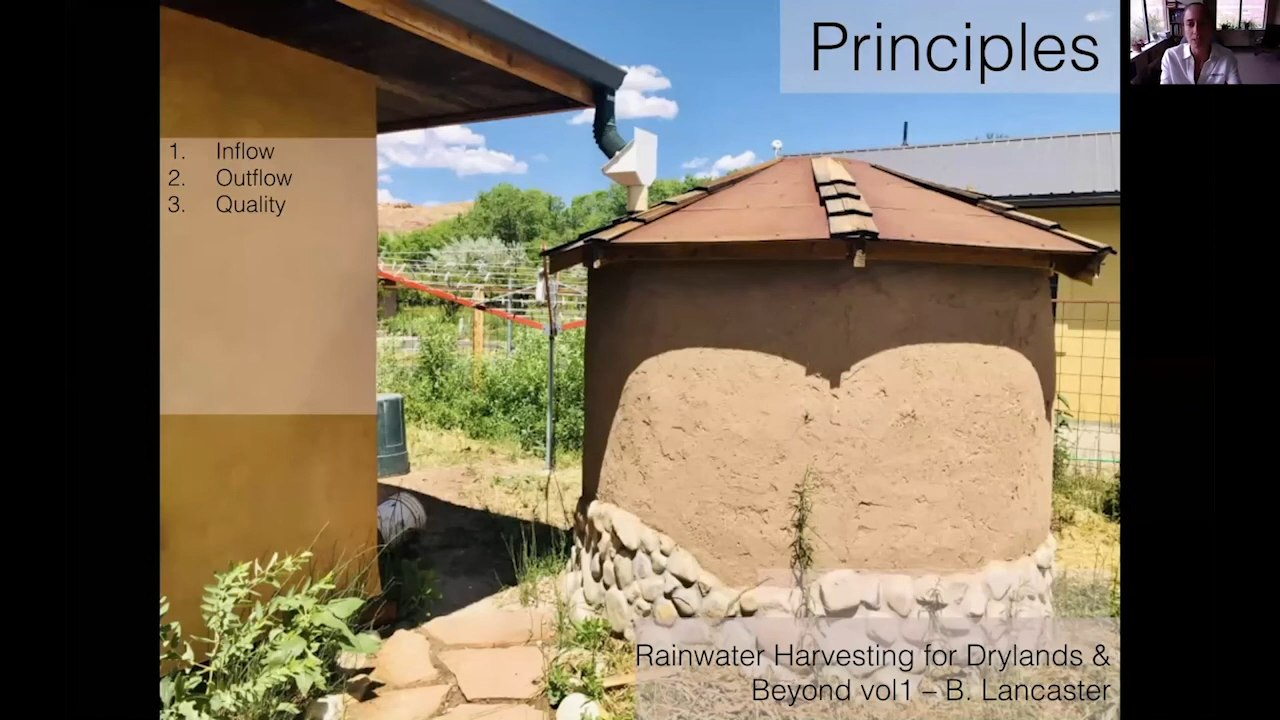 Principles
1. Inflow
2. Outflow
3. Quality
Rainwater Harvesting for Drylands &
Beyond vol1 – B. Lancaster